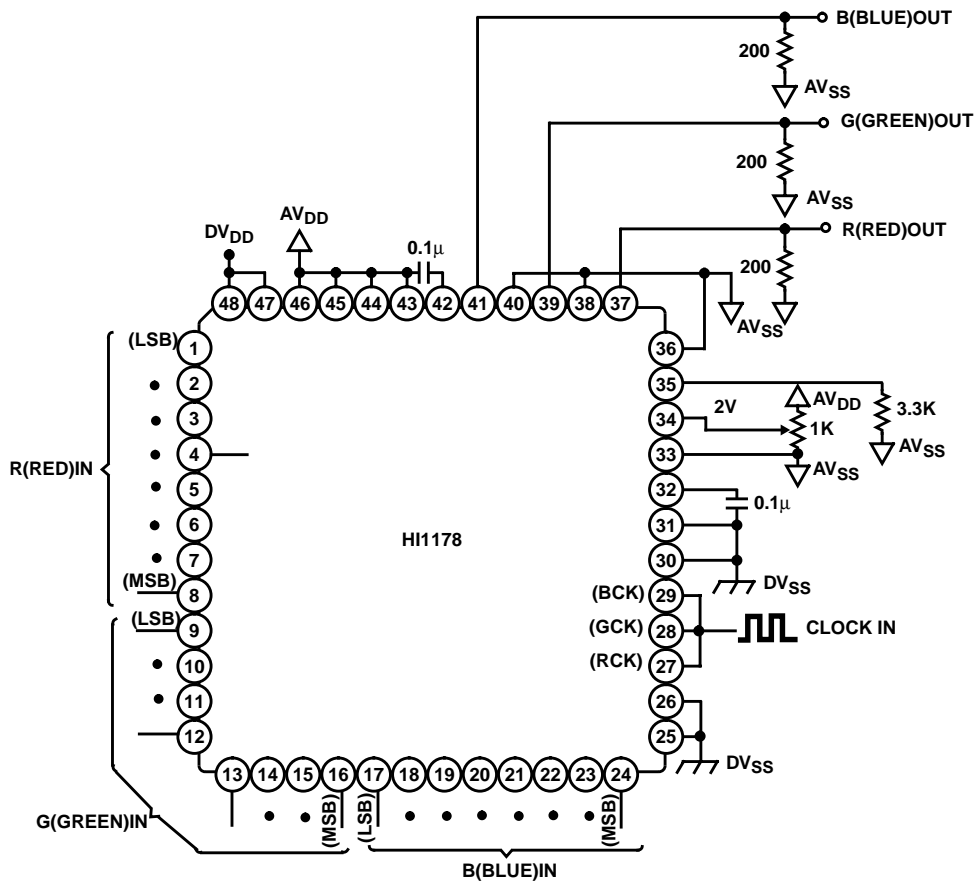 B(BLUE)OUT
200
AVSS
G(GREEN)OUT
200
AVSS
R(RED)OUT
200
AVSS
AVSS
DVDD
AVDD
0.1μ
48 47 46 45 44 43 42 41 40 39 38 37
(LSB) 1
2
3
4
5
6
7
(MSB) 8
R(RED)IN
(LSB) 9
10
11
12
G(GREEN)IN
HI1178
36
35
34
33
32
31
30
(BCK) 29
(GCK) 28
(RCK) 27
26
25
2V
AVDD
1K
AVSS
3.3K
AVSS
0.1μ
DVSS
CLOCK IN
DVSS
13 14 15 16 17 18 19 20 21 22 23 24
(MSB)
(LSB)
(MSB)
B(BLUE)IN